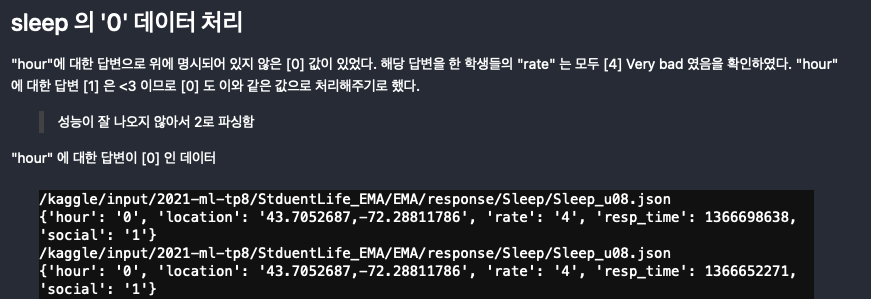 sleep 의 '0' 데이터 처리
"hour"에 대한 답변으로 위에 명시되어 있지 않은 [0] 값이 있었다. 해당 답변을 한 학생들의 "rate" 는 모두 [4] Very bad 였음을 확인하였다. "hour"
에 대한 답변 [1] 은 <3 이므로 [0] 도 이와 같은 값으로 처리해주기로 했다.
성능이 잘 나오지 않아서 2로 파싱함
"hour" 에 대한 답변이 [0] 인 데이터
/kaggle/input/2021-ml-tp8/StduentLife_EMA/EMA/response/Sleep/Sleep_u08.json
{'hour': '0', 'location': '43.7052687,-72.28811786', 'rate': '4', 'resp_time': 1366698638,
'social': '1'}
/kaggle/input/2021-ml-tp8/StduentLife_EMA/EMA/response/Sleep/Sleep_u08.json
{'hour': '0', 'location': '43.7052687,-72.28811786', 'rate': '4', 'resp_time': 1366652271,
'social': '1'}